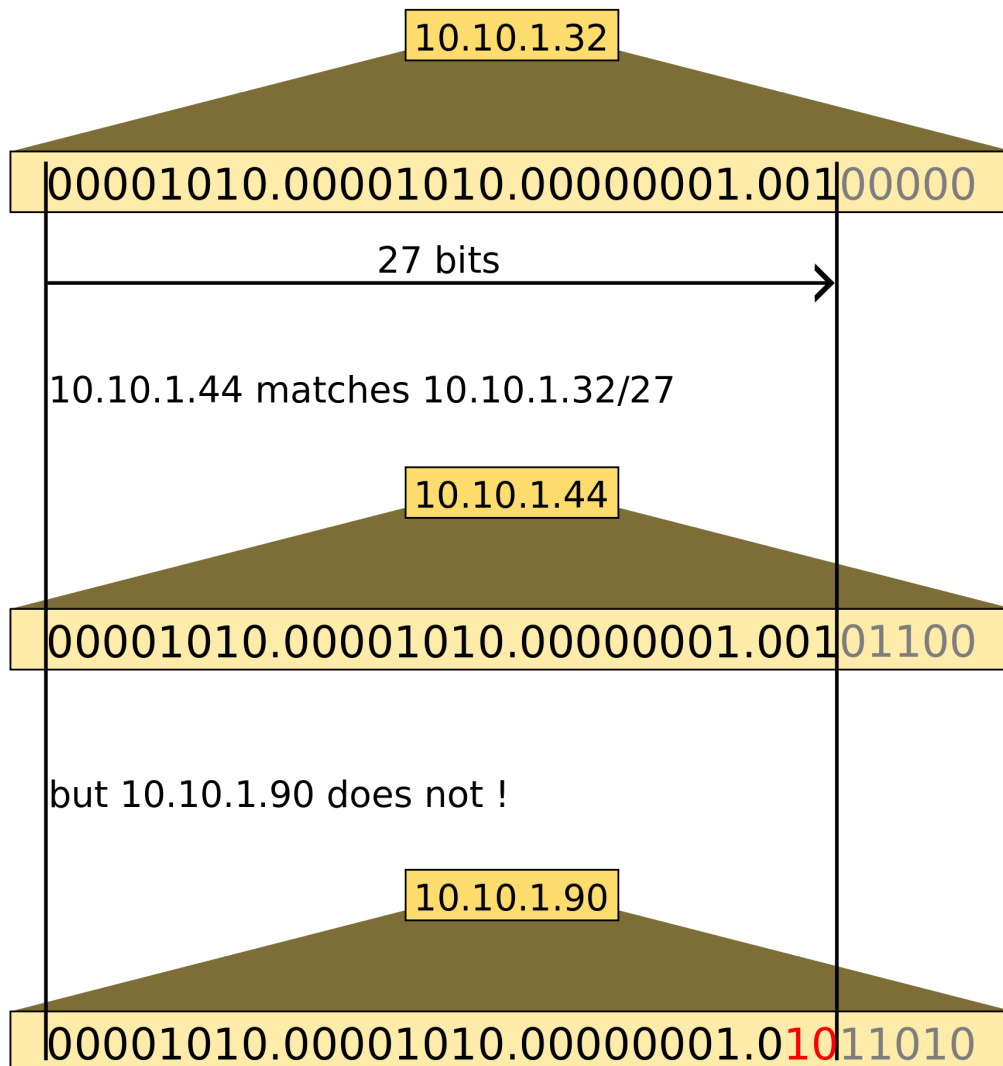 10.10.1.32
00001010.00001010.00000001.00100000
27 bits
10.10.1.44 matches 10.10.1.32/27
10.10.1.44
00001010.00001010.00000001.00101100
but 10.10.1.90 does not !
10.10.1.90
00001010.00001010.00000001.01011010